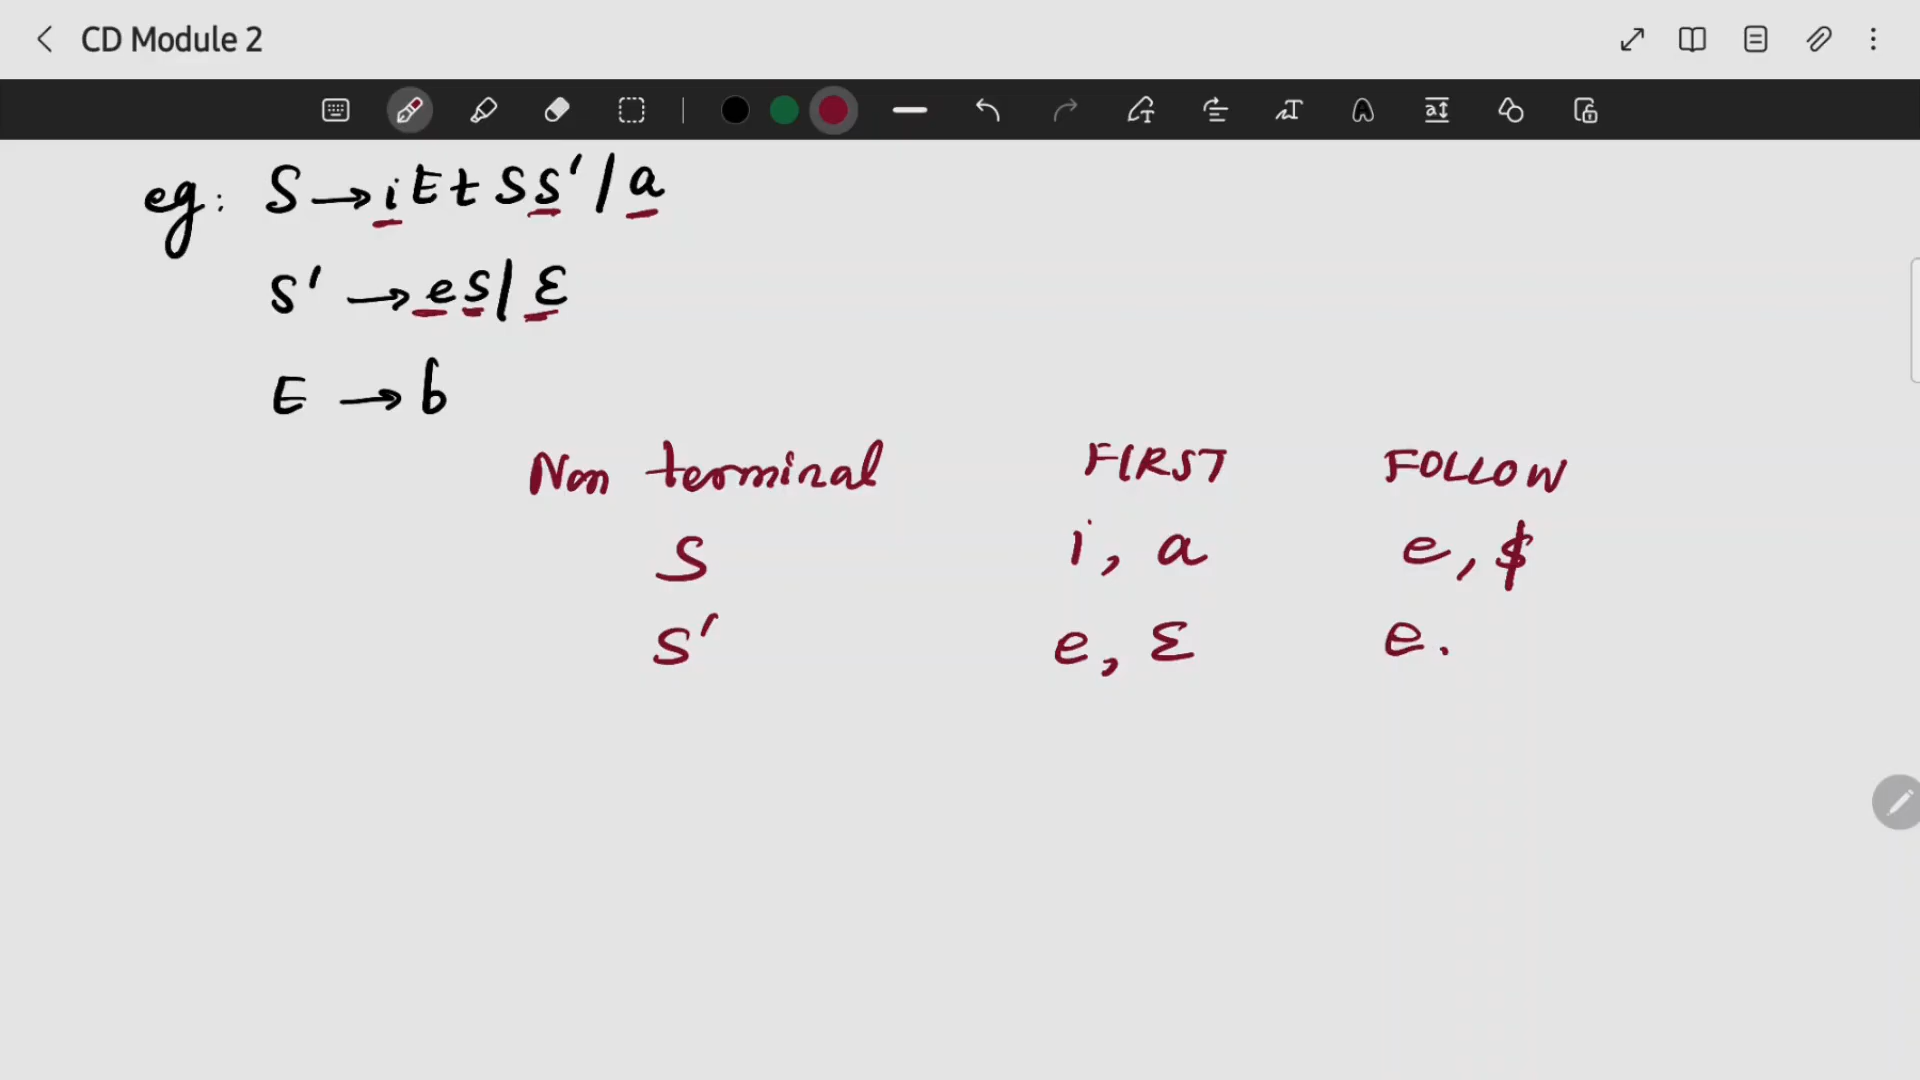 CD Module 2
eg: S → iEtSS'/a
S' → es/ε
E → b
Non terminal FIRST FOLLOW
S i, a e, $
S' e, ε e.